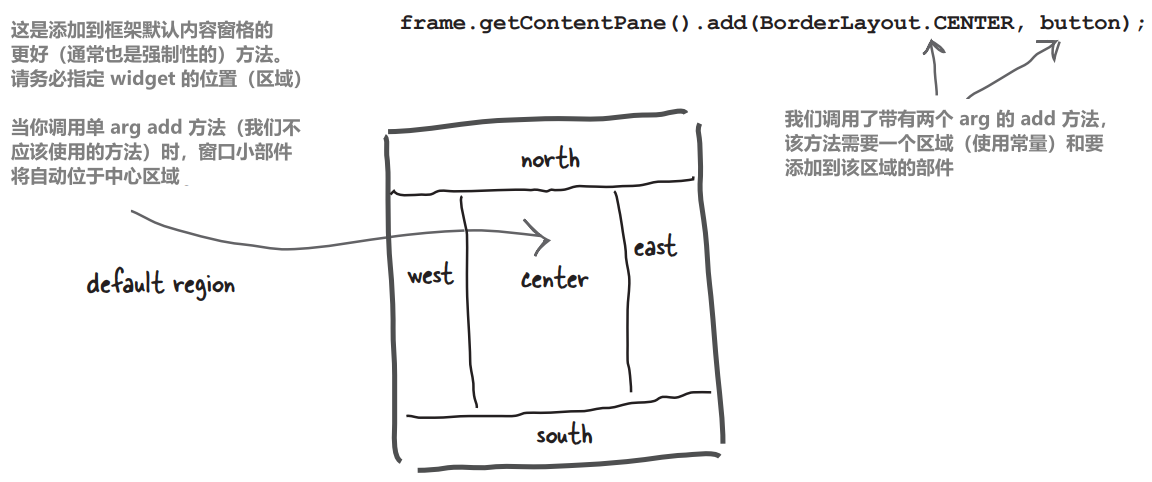 这是添加到框架默认内容窗格的
更好（通常也是强制性的）方法。
请务必指定 widget 的位置（区域）
当你调用单 arg add 方法（我们不
应该使用的方法）时，窗口小部件
将自动位于中心区域
frame.getContentPane().add(BorderLayout.CENTER, button);
我们调用了带有两个 arg 的 add 方法，
该方法需要一个区域（使用常量）和要
添加到该区域的部件
north
west
center
east
south
default region